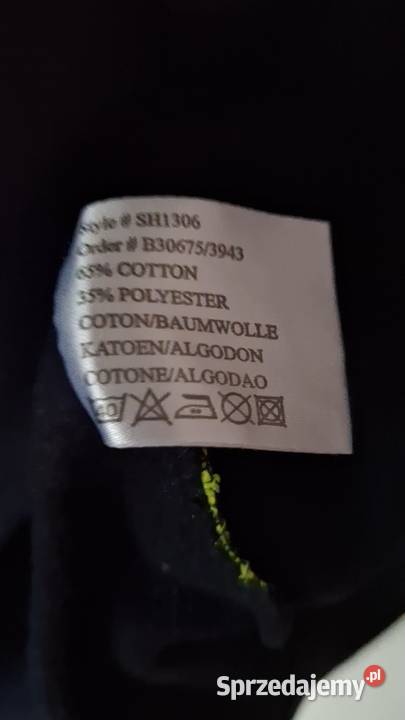 Style # SH1306
Order # B30675/3943
65% COTTON
35% POLYESTER
COTON/BAUMWOLLE
KATOEN/ALGODON
COTONE/ALGODAO
Sprzedajemy.pl